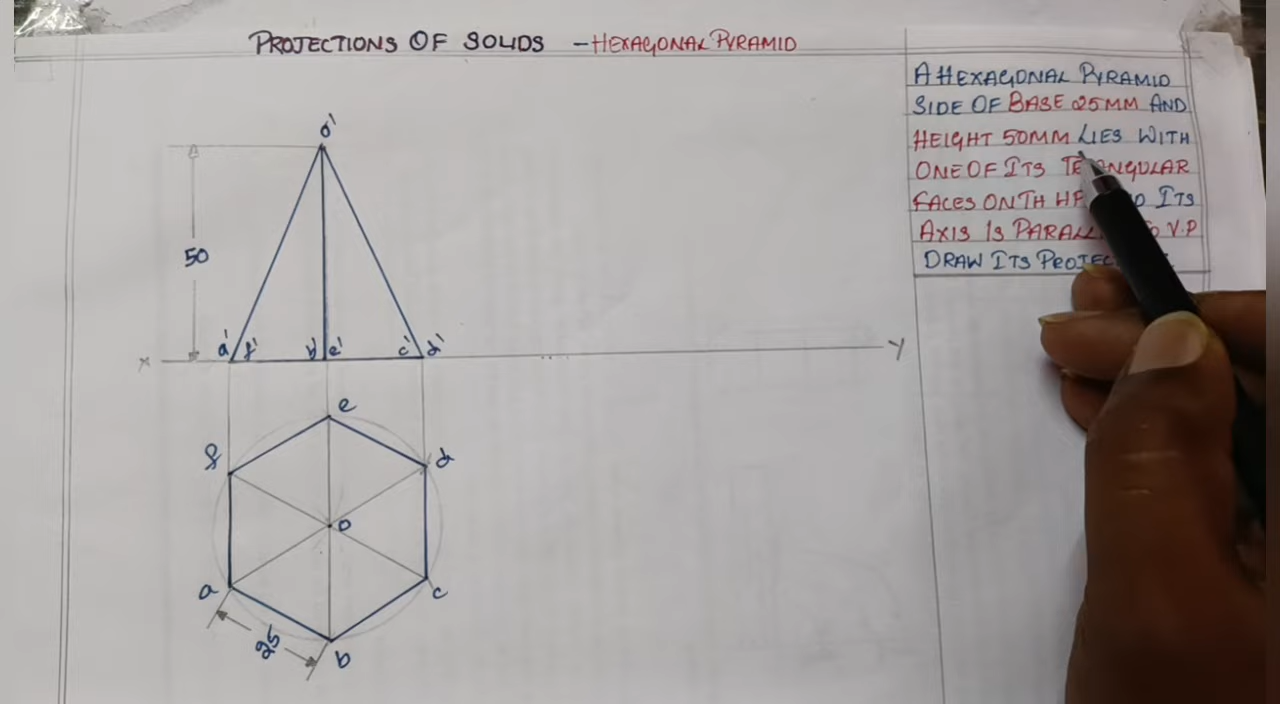 PROJECTIONS OF SOLIDS - HEXAGONAL PYRAMID
A HEXAGONAL PYRAMID
SIDE OF BASE 25MM AND
HEIGHT 50MM LIES WITH
ONE OF ITS
FACES ON TH ITS
AXIS IS V.P
DRAW ITS
o'
50
a' f' b' e' c' d'
X Y
e
f d
o
a c
25
b